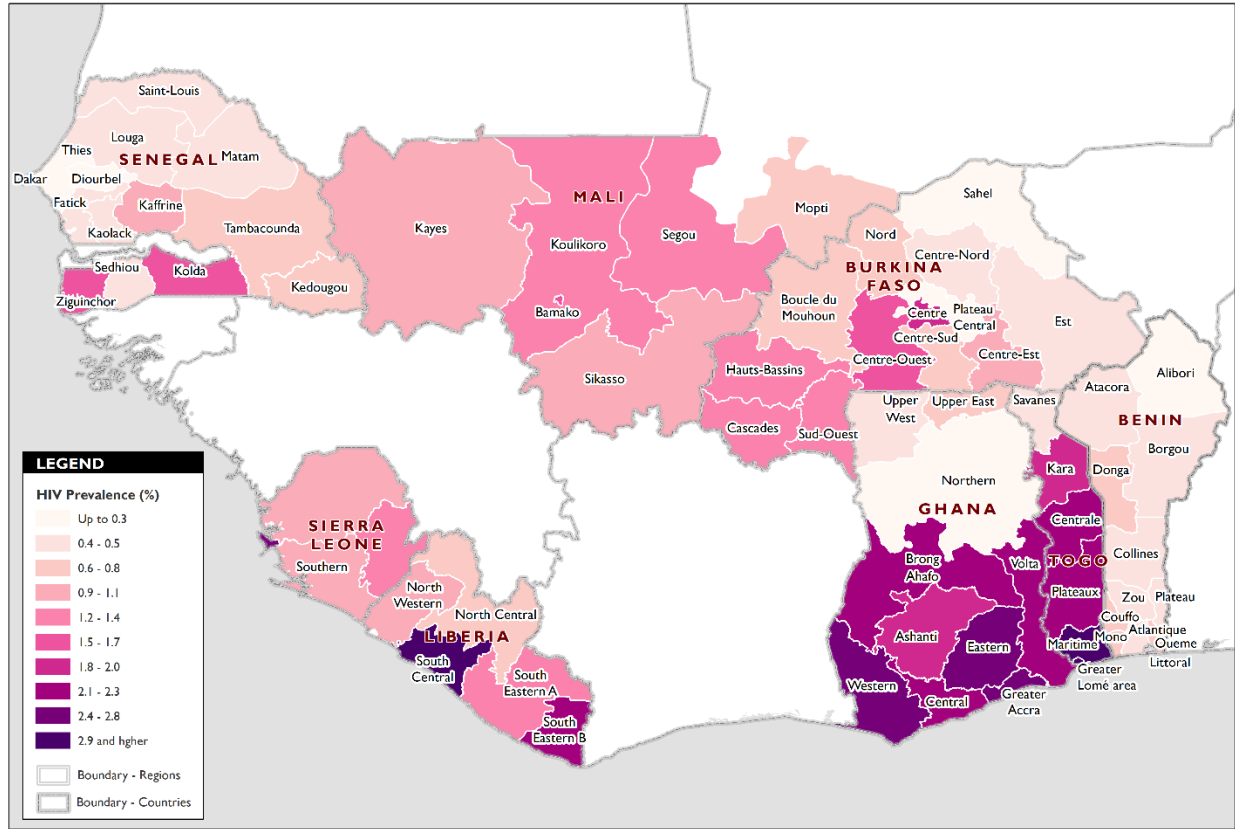 Saint-Louis
Louga
Thies
SENEGAL
Matam
Dakar
Diourbel
Fatick
Kaffrine
Kaolack
Tambacounda
Sedhiou
Kolda
Ziguinchor
Kedougou
MALI
Kayes
Koulikoro
Segou
Bamako
Sikasso
Mopti
Sahel
Nord
Centre-Nord
BURKINA
FASO
Boucle du
Mouhoun
Centre
Plateau
Central
Est
Centre-Sud
Centre-Ouest
Centre-Est
Hauts-Bassins
Cascades
Sud-Ouest
Upper
West
Upper East
Savanes
Atacora
Alibori
BENIN
Borgou
Kara
Donga
Northern
GHANA
Centrale
Brong
Ahafo
Volta
TOGO
Collines
Plateaux
Zou
Plateau
Couffo
Ashanti
Eastern
Maritime
Mono
Atlantique
Oueme
Littoral
Greater
Lomé area
Western
Central
Greater
Accra
SIERRA
LEONE
Southern
North
Western
North Central
LIBERIA
South
Central
South
Eastern A
South
Eastern B
LEGEND
HIV Prevalence (%)
Up to 0.3
0.4 - 0.5
0.6 - 0.8
0.9 - 1.1
1.2 - 1.4
1.5 - 1.7
1.8 - 2.0
2.1 - 2.3
2.4 - 2.8
2.9 and hgher
Boundary - Regions
Boundary - Countries